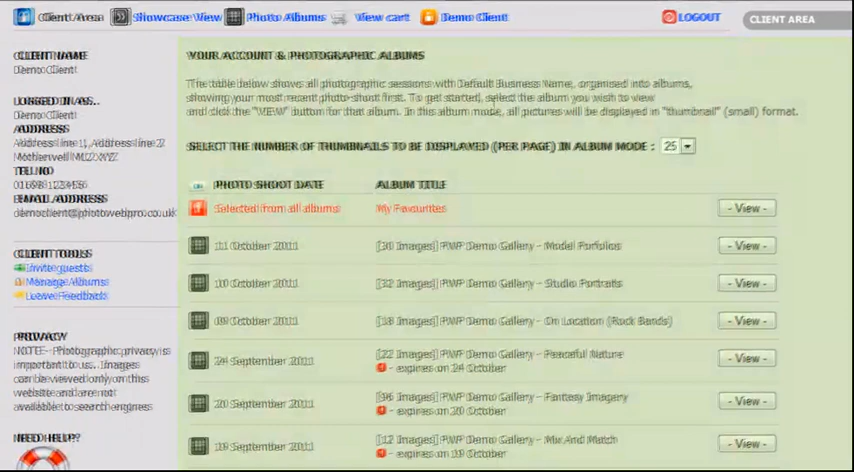 Client Area Showcase View Photo Albums View cart Demo Client LOGOUT CLIENT AREA
CLIENT NAME
Demo Client
LOGGED IN AS..
Demo Client
ADDRESS
Address line 1, Address line 2
Motherwell ML2 XYZ
TEL NO
01698 123456
EMAIL ADDRESS
democlient@photowebpro.co.uk
CLIENT TOOLS
Invite guests
Manage Albums
Leave Feedback
PRIVACY
NOTE - Photographic privacy is
important to us.. Images
can be viewed only on this
website and are not
available to search engines
NEED HELP??
YOUR ACCOUNT & PHOTOGRAPHIC ALBUMS
The table below shows all photographic sessions with Default Business Name, organised into albums,
showing your most recent photo-shoot first. To get started, select the album you wish to view
and click the "VIEW" button for that album. In this album mode, all pictures will be displayed in "thumbnail" (small) format.
SELECT THE NUMBER OF THUMBNAILS TO BE DISPLAYED (PER PAGE) IN ALBUM MODE : 25
PHOTO SHOOT DATE ALBUM TITLE
Selected from all albums My Favourites - View -
11 October 2011 [30 Images] PWP Demo Gallery - Model Porfolios - View -
10 October 2011 [32 Images] PWP Demo Gallery - Studio Portraits - View -
09 October 2011 [18 Images] PWP Demo Gallery - On Location (Rock Bands) - View -
24 September 2011 [22 Images] PWP Demo Gallery - Peaceful Nature - View -
- expires on 24 October
20 September 2011 [96 Images] PWP Demo Gallery - Fantasy Imagery - View -
- expires on 20 October
19 September 2011 [12 Images] PWP Demo Gallery - Mix And Match - View -
- expires on 19 October